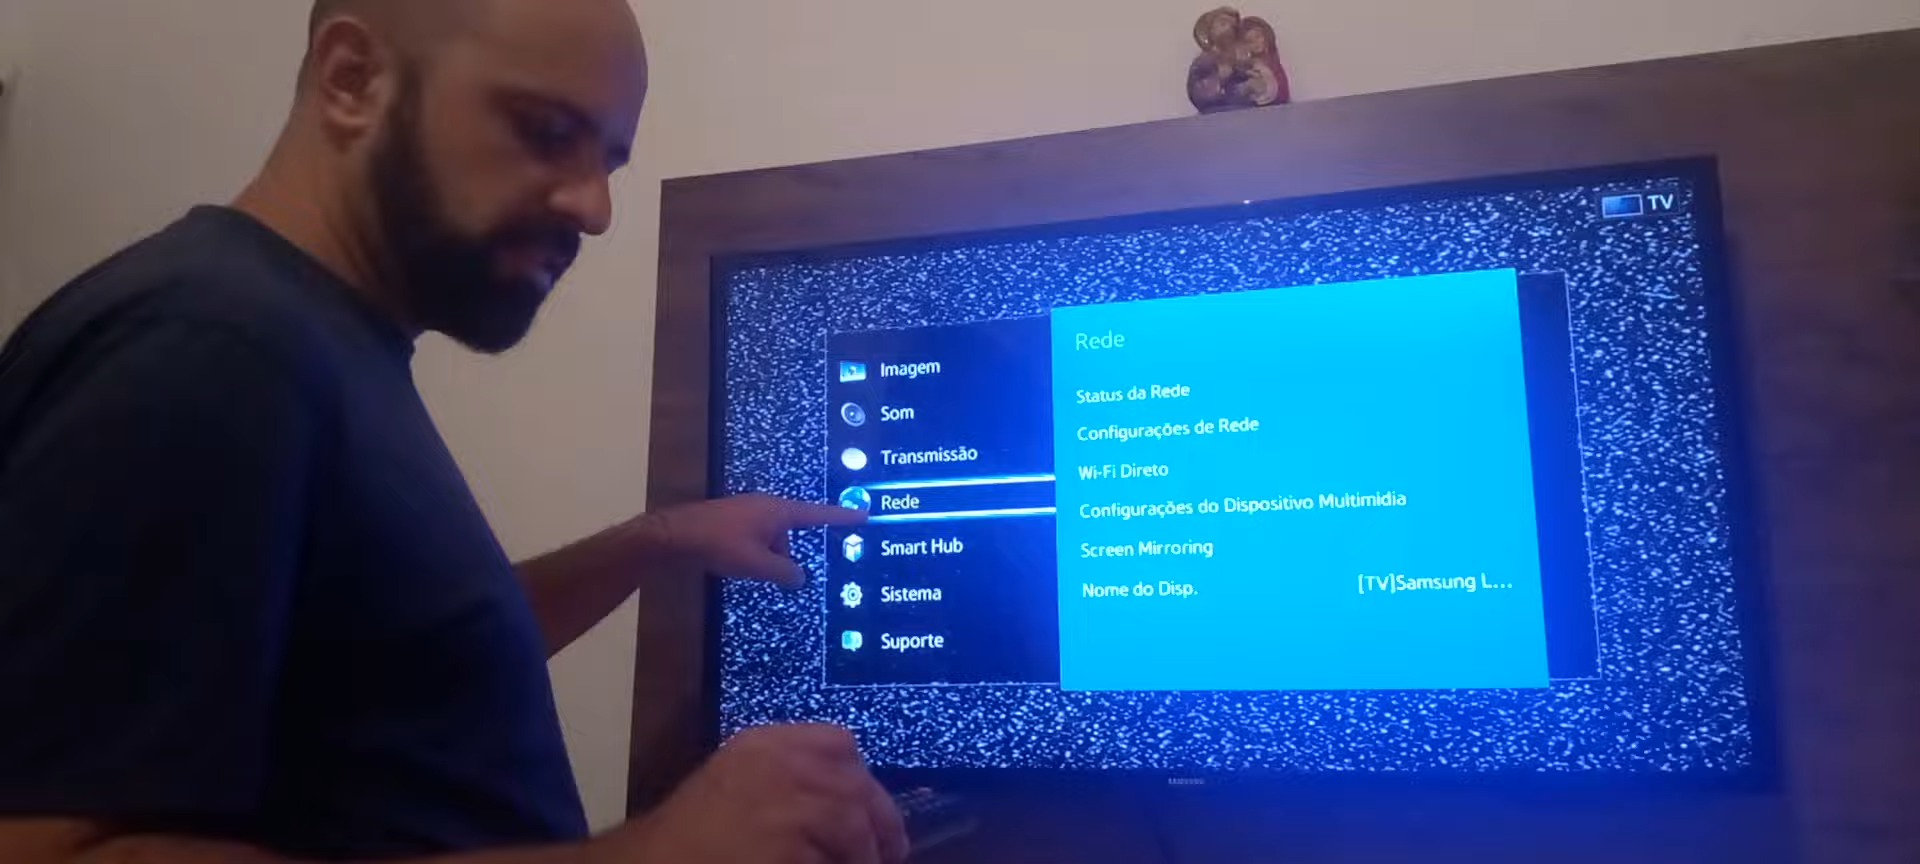 TV
Imagem
Som
Transmissão
Rede
Smart Hub
Sistema
Suporte
Rede
Status da Rede
Configurações de Rede
Wi-Fi Direto
Configurações do Dispositivo Multimídia
Screen Mirroring
Nome do Disp. [TV]Samsung L...
SAMSUNG